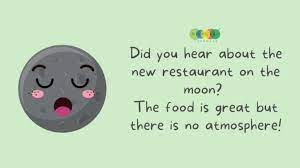 Did you hear about the
new restaurant on the
moon?
The food is great but
there is no atmosphere!